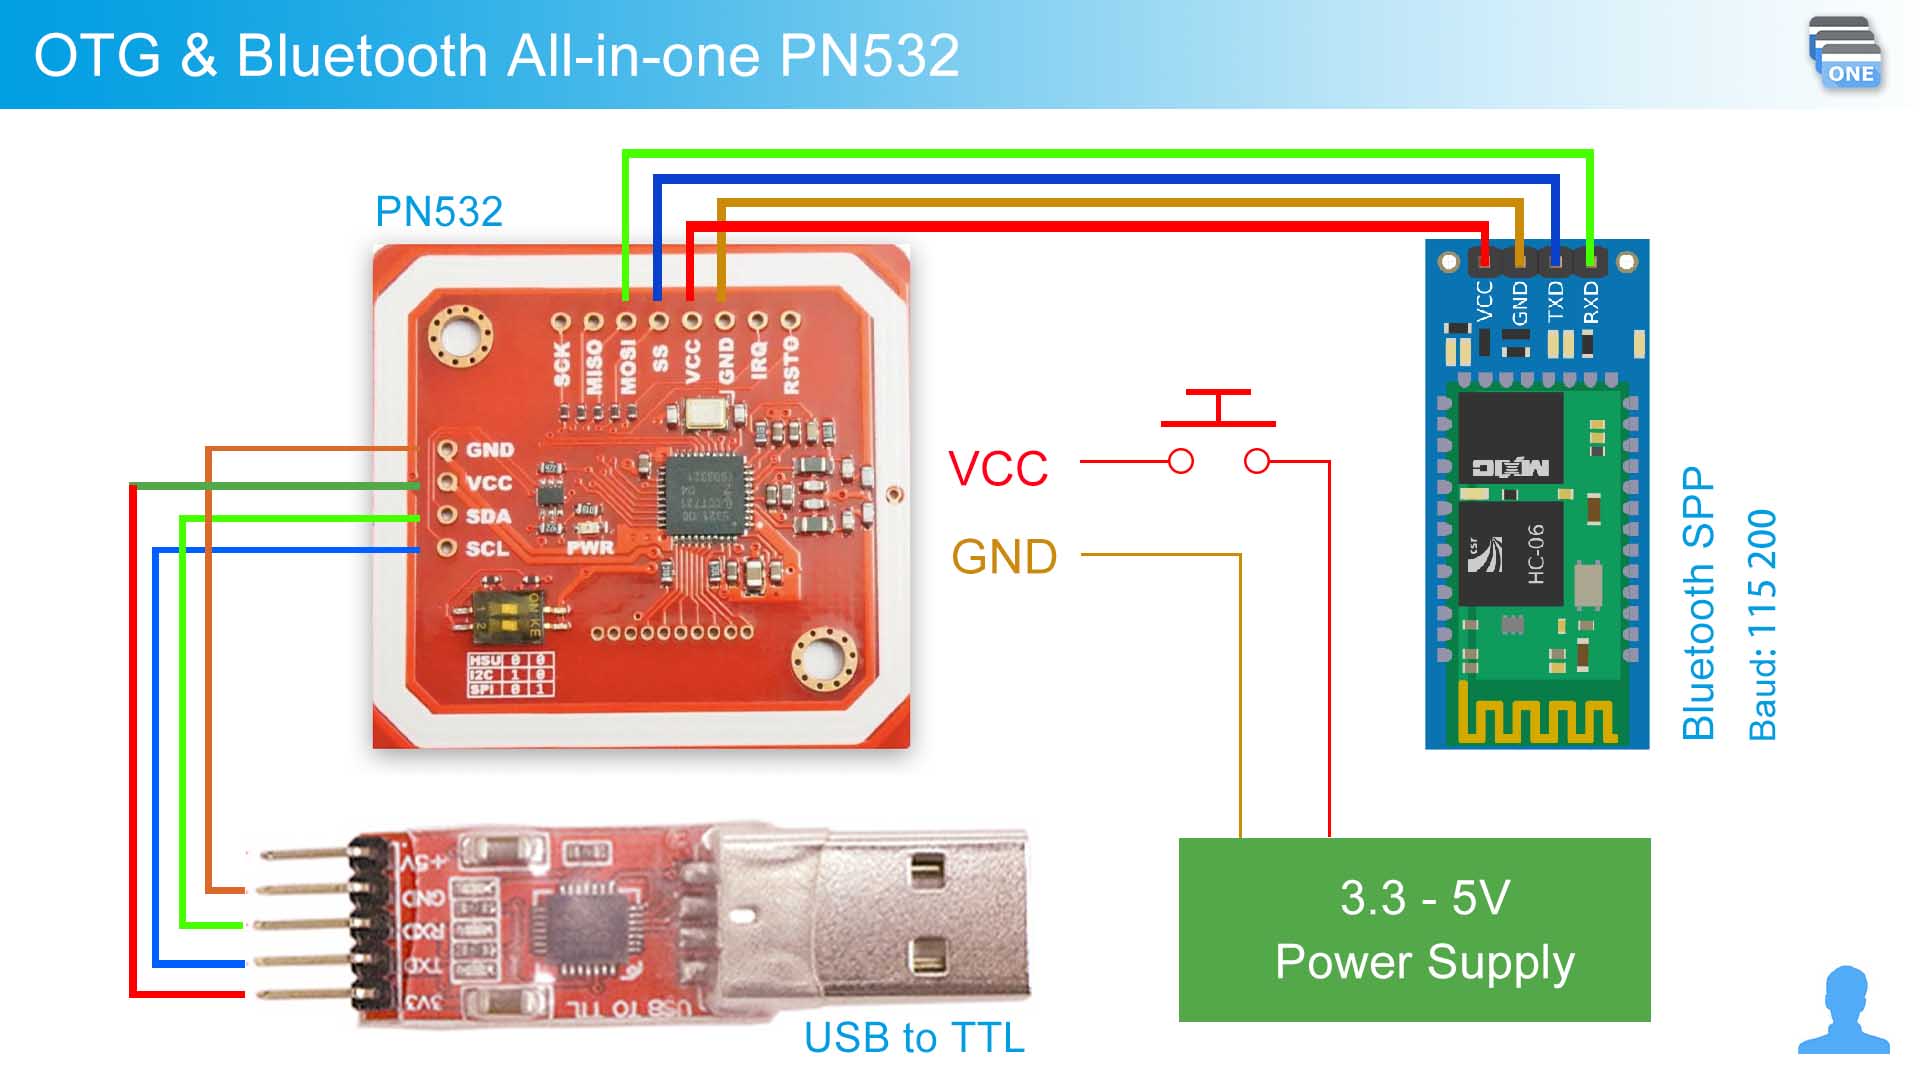 OTG & Bluetooth All-in-one PN532
ONE
PN532
SCK
MISO
MOSI
SS
VCC
GND
IRQ
RSTO
GND
VCC
SDA
SCL
PWR
ON KE
1 2
HSU 0 0
I2C 1 0
SPI 0 1
VCC
GND
VCC
GND
TXD
RXD
csr
HC-06
Bluetooth SPP
Baud: 115 200
3.3 - 5V
Power Supply
+5V
GND
RXD
TXD
3V3
USB TO TTL
USB to TTL